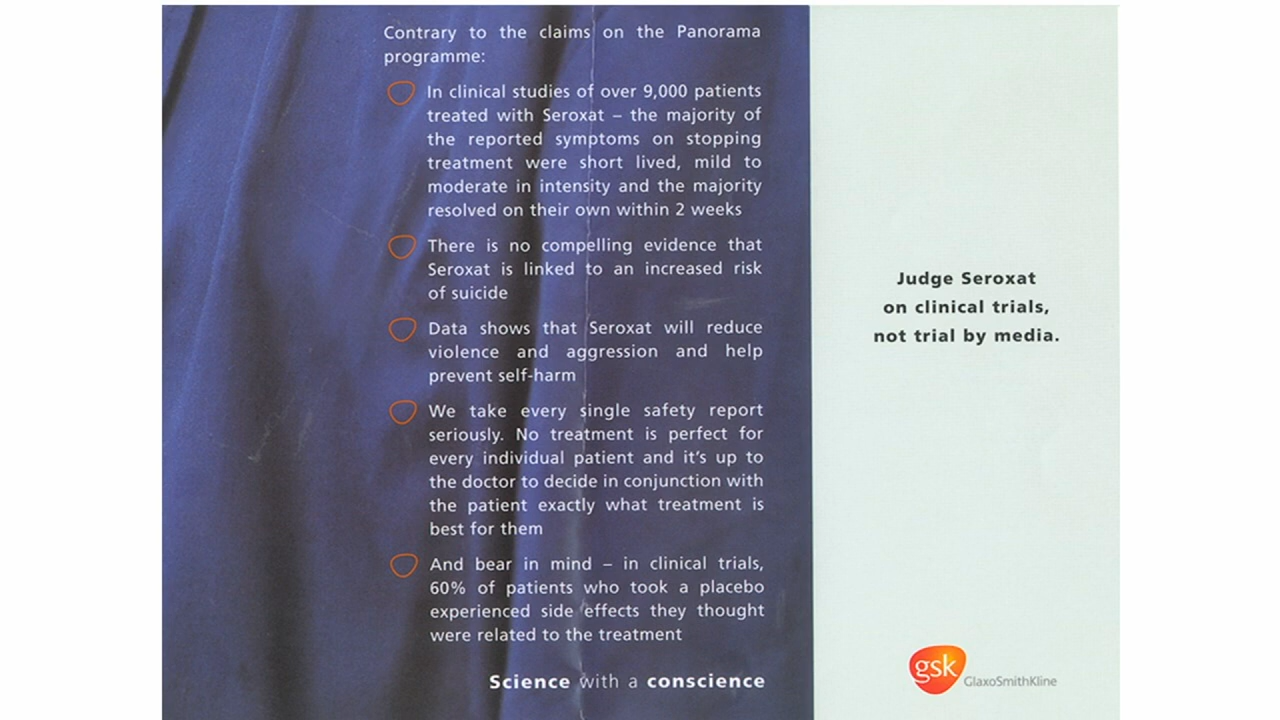 Contrary to the claims on the Panorama
programme:
In clinical studies of over 9,000 patients
treated with Seroxat – the majority of
the reported symptoms on stopping
treatment were short lived, mild to
moderate in intensity and the majority
resolved on their own within 2 weeks
There is no compelling evidence that
Seroxat is linked to an increased risk
of suicide
Data shows that Seroxat will reduce
violence and aggression and help
prevent self-harm
We take every single safety report
seriously. No treatment is perfect for
every individual patient and it's up to
the doctor to decide in conjunction with
the patient exactly what treatment is
best for them
And bear in mind – in clinical trials,
60% of patients who took a placebo
experienced side effects they thought
were related to the treatment
Science with a conscience
Judge Seroxat
on clinical trials,
not trial by media.
gsk
GlaxoSmithKline